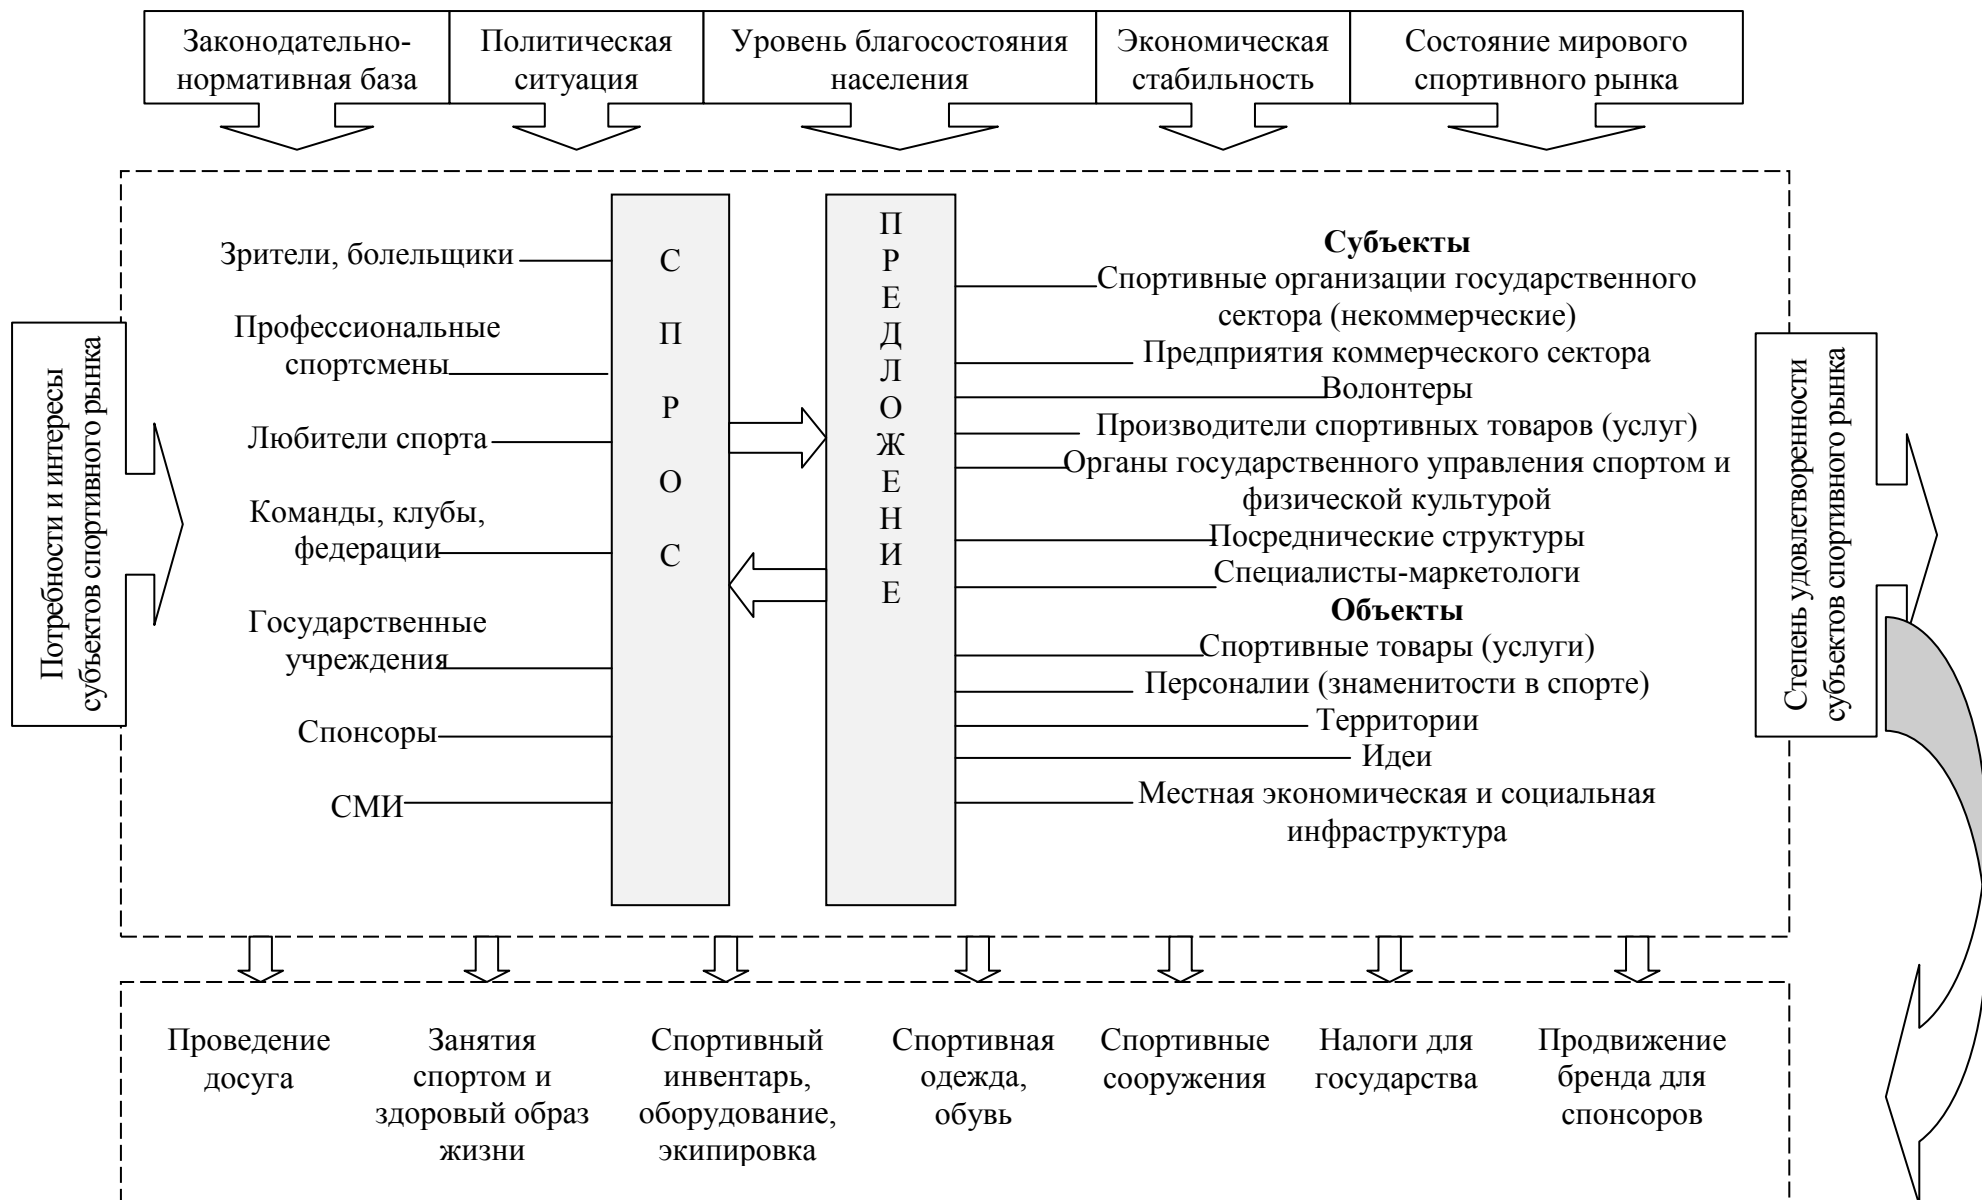 Законодательно-
нормативная база
Политическая
ситуация
Уровень благосостояния
населения
Экономическая
стабильность
Состояние мирового
спортивного рынка
Потребности и интересы
субъектов спортивного рынка
Зрители, болельщики
Профессиональные
спортсмены
Любители спорта
Команды, клубы,
федерации
Государственные
учреждения
Спонсоры
СМИ
С
П
Р
О
С
П
Р
Е
Д
Л
О
Ж
Е
Н
И
Е
Субъекты
Спортивные организации государственного
сектора (некоммерческие)
Предприятия коммерческого сектора
Волонтеры
Производители спортивных товаров (услуг)
Органы государственного управления спортом и
физической культурой
Посреднические структуры
Специалисты-маркетологи
Объекты
Спортивные товары (услуги)
Персоналии (знаменитости в спорте)
Территории
Идеи
Местная экономическая и социальная
инфраструктура
Степень удовлетворенности
субъектов спортивного рынка
Проведение
досуга
Занятия
спортом и
здоровый образ
жизни
Спортивный
инвентарь,
оборудование,
экипировка
Спортивная
одежда,
обувь
Спортивные
сооружения
Налоги для
государства
Продвижение
бренда для
спонсоров